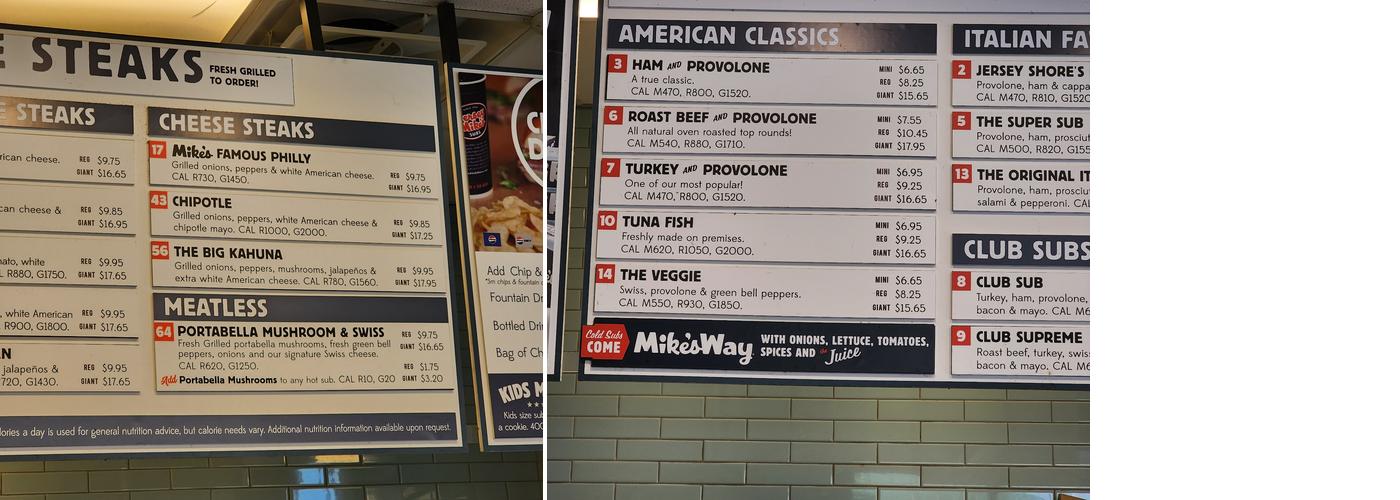 E STEAKS
FRESH GRILLED
TO ORDER!
E STEAKS
rican cheese. REG $9.75
GIANT $16.65
can cheese & REG $9.85
GIANT $16.95
mato, white REG $9.95
R880, G1750. GIANT $17.65
REG $9.95
R900, G1800. GIANT $17.65
AN
jalapeños & REG $9.95
720, G1430. GIANT $17.65
CHEESE STEAKS
17 Mike's FAMOUS PHILLY
Grilled onions, peppers & white American cheese. REG $9.75
CAL R730, G1450. GIANT $16.95
43 CHIPOTLE
Grilled onions, peppers, white American cheese & REG $9.85
chipotle mayo. CAL R1000, G2000. GIANT $17.25
56 THE BIG KAHUNA
Grilled onions, peppers, mushrooms, jalapeños & REG $9.95
extra white American cheese. CAL R780, G1560. GIANT $17.95
MEATLESS
64 PORTABELLA MUSHROOM & SWISS REG $9.75
Fresh Grilled portabella mushrooms, fresh green bell GIANT $16.65
peppers, onions and our signature Swiss cheese.
CAL R620, G1250. REG $1.75
Add Portabella Mushrooms to any hot sub. CAL R10, G20 GIANT $3.20
lories a day is used for general nutrition advice, but calorie needs vary. Additional nutrition information available upon request.
Jersey Mike's
SUBS
Add Chip &
Fountain Dr
Bottled Drin
Bag of Ch
KIDS M
Kids size sub
a cookie. 400
AMERICAN CLASSICS
3 HAM AND PROVOLONE MINI $6.65
A true classic. REG $8.25
CAL M470, R800, G1520. GIANT $15.65
6 ROAST BEEF AND PROVOLONE MINI $7.55
All natural oven roasted top rounds! REG $10.45
CAL M540, R880, G1710. GIANT $17.95
7 TURKEY AND PROVOLONE MINI $6.95
One of our most popular! REG $9.25
CAL M470, R800, G1520. GIANT $16.65
10 TUNA FISH MINI $6.95
Freshly made on premises. REG $9.25
CAL M620, R1050, G2000. GIANT $16.65
14 THE VEGGIE MINI $6.65
Swiss, provolone & green bell peppers. REG $8.25
CAL M550, R930, G1850. GIANT $15.65
Cold Subs
COME
Mike's Way
WITH ONIONS, LETTUCE, TOMATOES,
SPICES AND the Juice
ITALIAN FA
2 JERSEY SHORE'S
Provolone, ham & cappa
CAL M470, R810, G1520
5 THE SUPER SUB
Provolone, ham, prosciut
CAL M500, R820, G155
13 THE ORIGINAL IT
Provolone, ham, prosciu
salami & pepperoni. CAL
CLUB SUBS
8 CLUB SUB
Turkey, ham, provolone,
bacon & mayo. CAL M6
9 CLUB SUPREME
Roast beef, turkey, swis
bacon & mayo. CAL M6